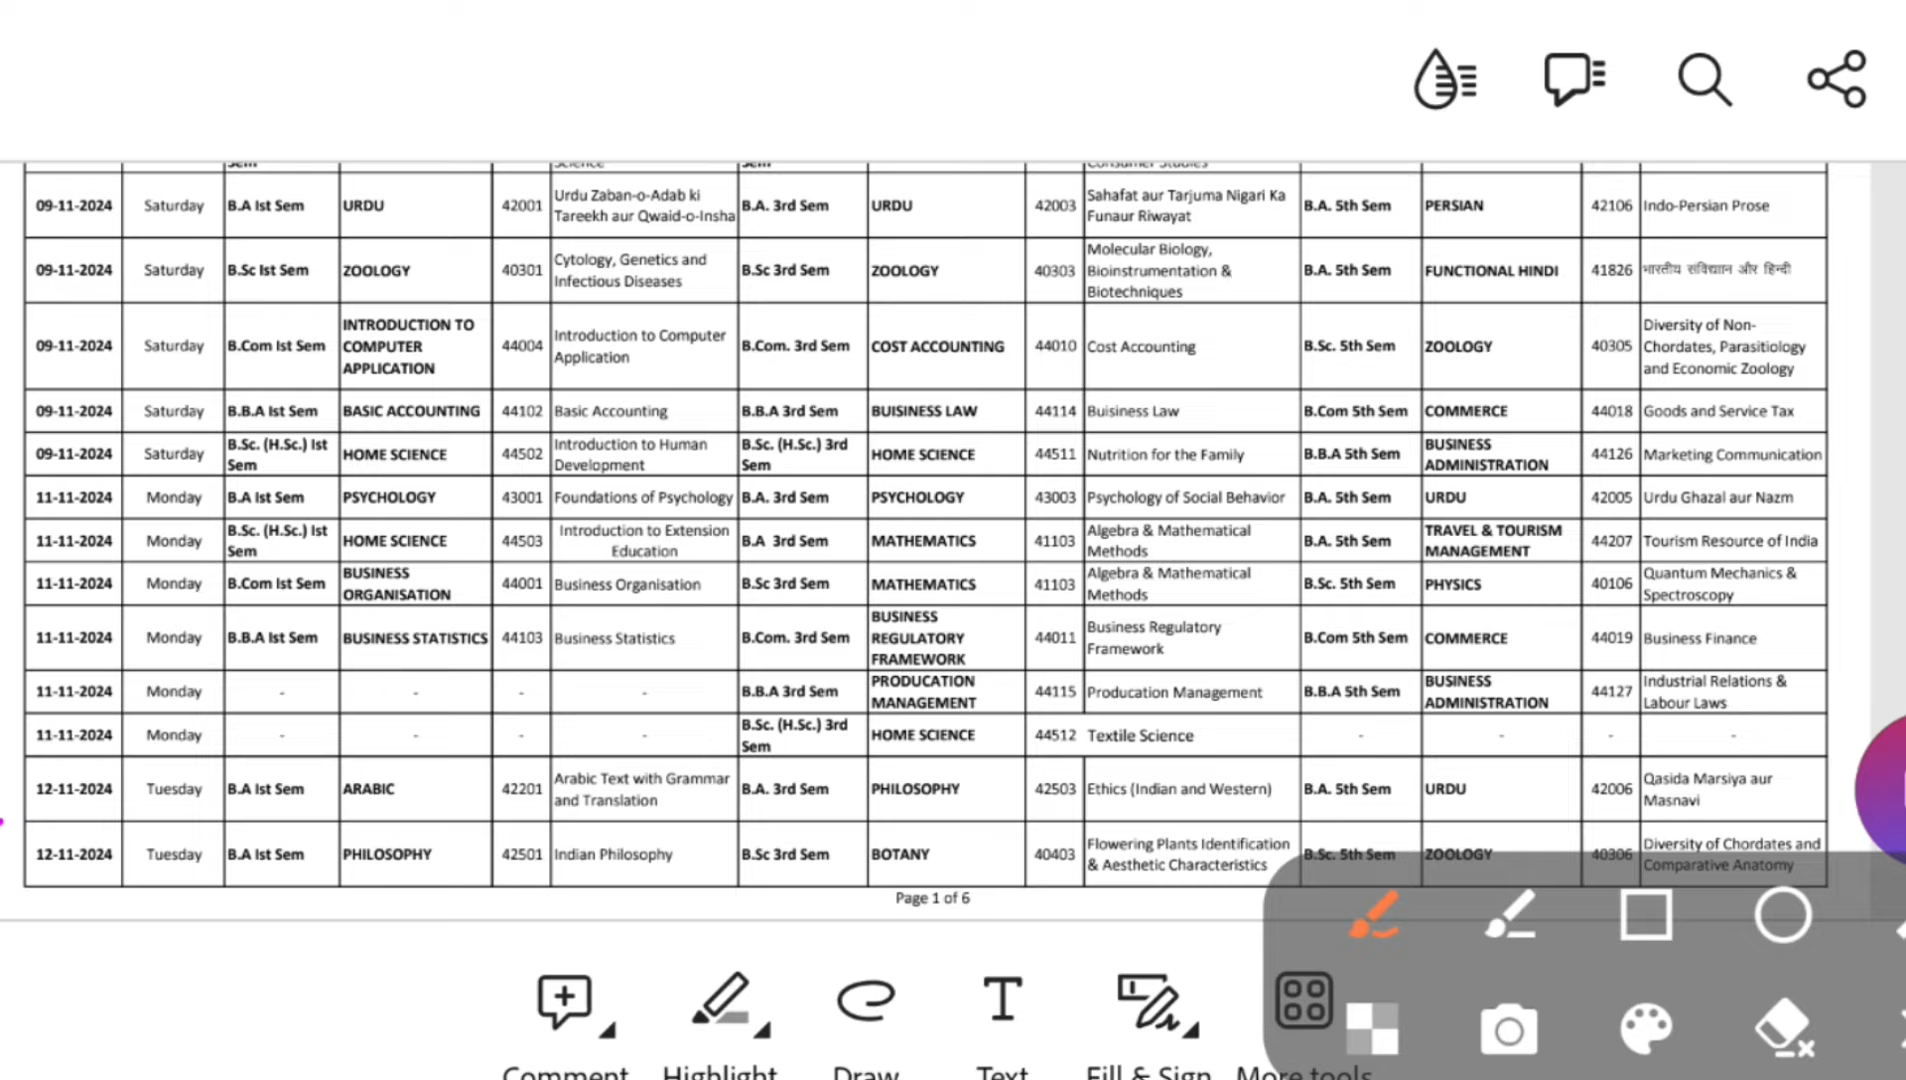 Sem Science Sem Consumer Studies
09-11-2024 Saturday B.A Ist Sem URDU 42001 Urdu Zaban-o-Adab ki Tareekh aur Qwaid-o-Insha B.A. 3rd Sem URDU 42003 Sahafat aur Tarjuma Nigari Ka Funaur Riwayat B.A. 5th Sem PERSIAN 42106 Indo-Persian Prose
09-11-2024 Saturday B.Sc Ist Sem ZOOLOGY 40301 Cytology, Genetics and Infectious Diseases B.Sc 3rd Sem ZOOLOGY 40303 Molecular Biology, Bioinstrumentation & Biotechniques B.A. 5th Sem FUNCTIONAL HINDI 41826 भारतीय और हिन्दी
09-11-2024 Saturday B.Com Ist Sem INTRODUCTION TO COMPUTER APPLICATION 44004 Introduction to Computer Application B.Com. 3rd Sem COST ACCOUNTING 44010 Cost Accounting B.Sc. 5th Sem ZOOLOGY 40305 Diversity of Non-Chordates, Parasitiology and Economic Zoology
09-11-2024 Saturday B.B.A Ist Sem BASIC ACCOUNTING 44102 Basic Accounting B.B.A 3rd Sem BUISINESS LAW 44114 Buisiness Law B.Com 5th Sem COMMERCE 44018 Goods and Service Tax
09-11-2024 Saturday B.Sc. (H.Sc.) Ist Sem HOME SCIENCE 44502 Introduction to Human Development B.Sc. (H.Sc.) 3rd Sem HOME SCIENCE 44511 Nutrition for the Family B.B.A 5th Sem BUSINESS ADMINISTRATION 44126 Marketing Communication
11-11-2024 Monday B.A Ist Sem PSYCHOLOGY 43001 Foundations of Psychology B.A. 3rd Sem PSYCHOLOGY 43003 Psychology of Social Behavior B.A. 5th Sem URDU 42005 Urdu Ghazal aur Nazm
11-11-2024 Monday B.Sc. (H.Sc.) Ist Sem HOME SCIENCE 44503 Introduction to Extension Education B.A 3rd Sem MATHEMATICS 41103 Algebra & Mathematical Methods B.A. 5th Sem TRAVEL & TOURISM MANAGEMENT 44207 Tourism Resource of India
11-11-2024 Monday B.Com Ist Sem BUSINESS ORGANISATION 44001 Business Organisation B.Sc 3rd Sem MATHEMATICS 41103 Algebra & Mathematical Methods B.Sc. 5th Sem PHYSICS 40106 Quantum Mechanics & Spectroscopy
11-11-2024 Monday B.B.A Ist Sem BUSINESS STATISTICS 44103 Business Statistics B.Com. 3rd Sem BUSINESS REGULATORY FRAMEWORK 44011 Business Regulatory Framework B.Com 5th Sem COMMERCE 44019 Business Finance
11-11-2024 Monday - - - - B.B.A 3rd Sem PRODUCATION MANAGEMENT 44115 Producation Management B.B.A 5th Sem BUSINESS ADMINISTRATION 44127 Industrial Relations & Labour Laws
11-11-2024 Monday - - - - B.Sc. (H.Sc.) 3rd Sem HOME SCIENCE 44512 Textile Science - - - -
12-11-2024 Tuesday B.A Ist Sem ARABIC 42201 Arabic Text with Grammar and Translation B.A. 3rd Sem PHILOSOPHY 42503 Ethics (Indian and Western) B.A. 5th Sem URDU 42006 Qasida Marsiya aur Masnavi
12-11-2024 Tuesday B.A Ist Sem PHILOSOPHY 42501 Indian Philosophy B.Sc 3rd Sem BOTANY 40403 Flowering Plants Identification & Aesthetic Characteristics B.Sc. 5th Sem ZOOLOGY 40306 Diversity of Chordates and Comparative Anatomy
Page 1 of 6
Comment Highlight Draw Text Fill & Sign More tools